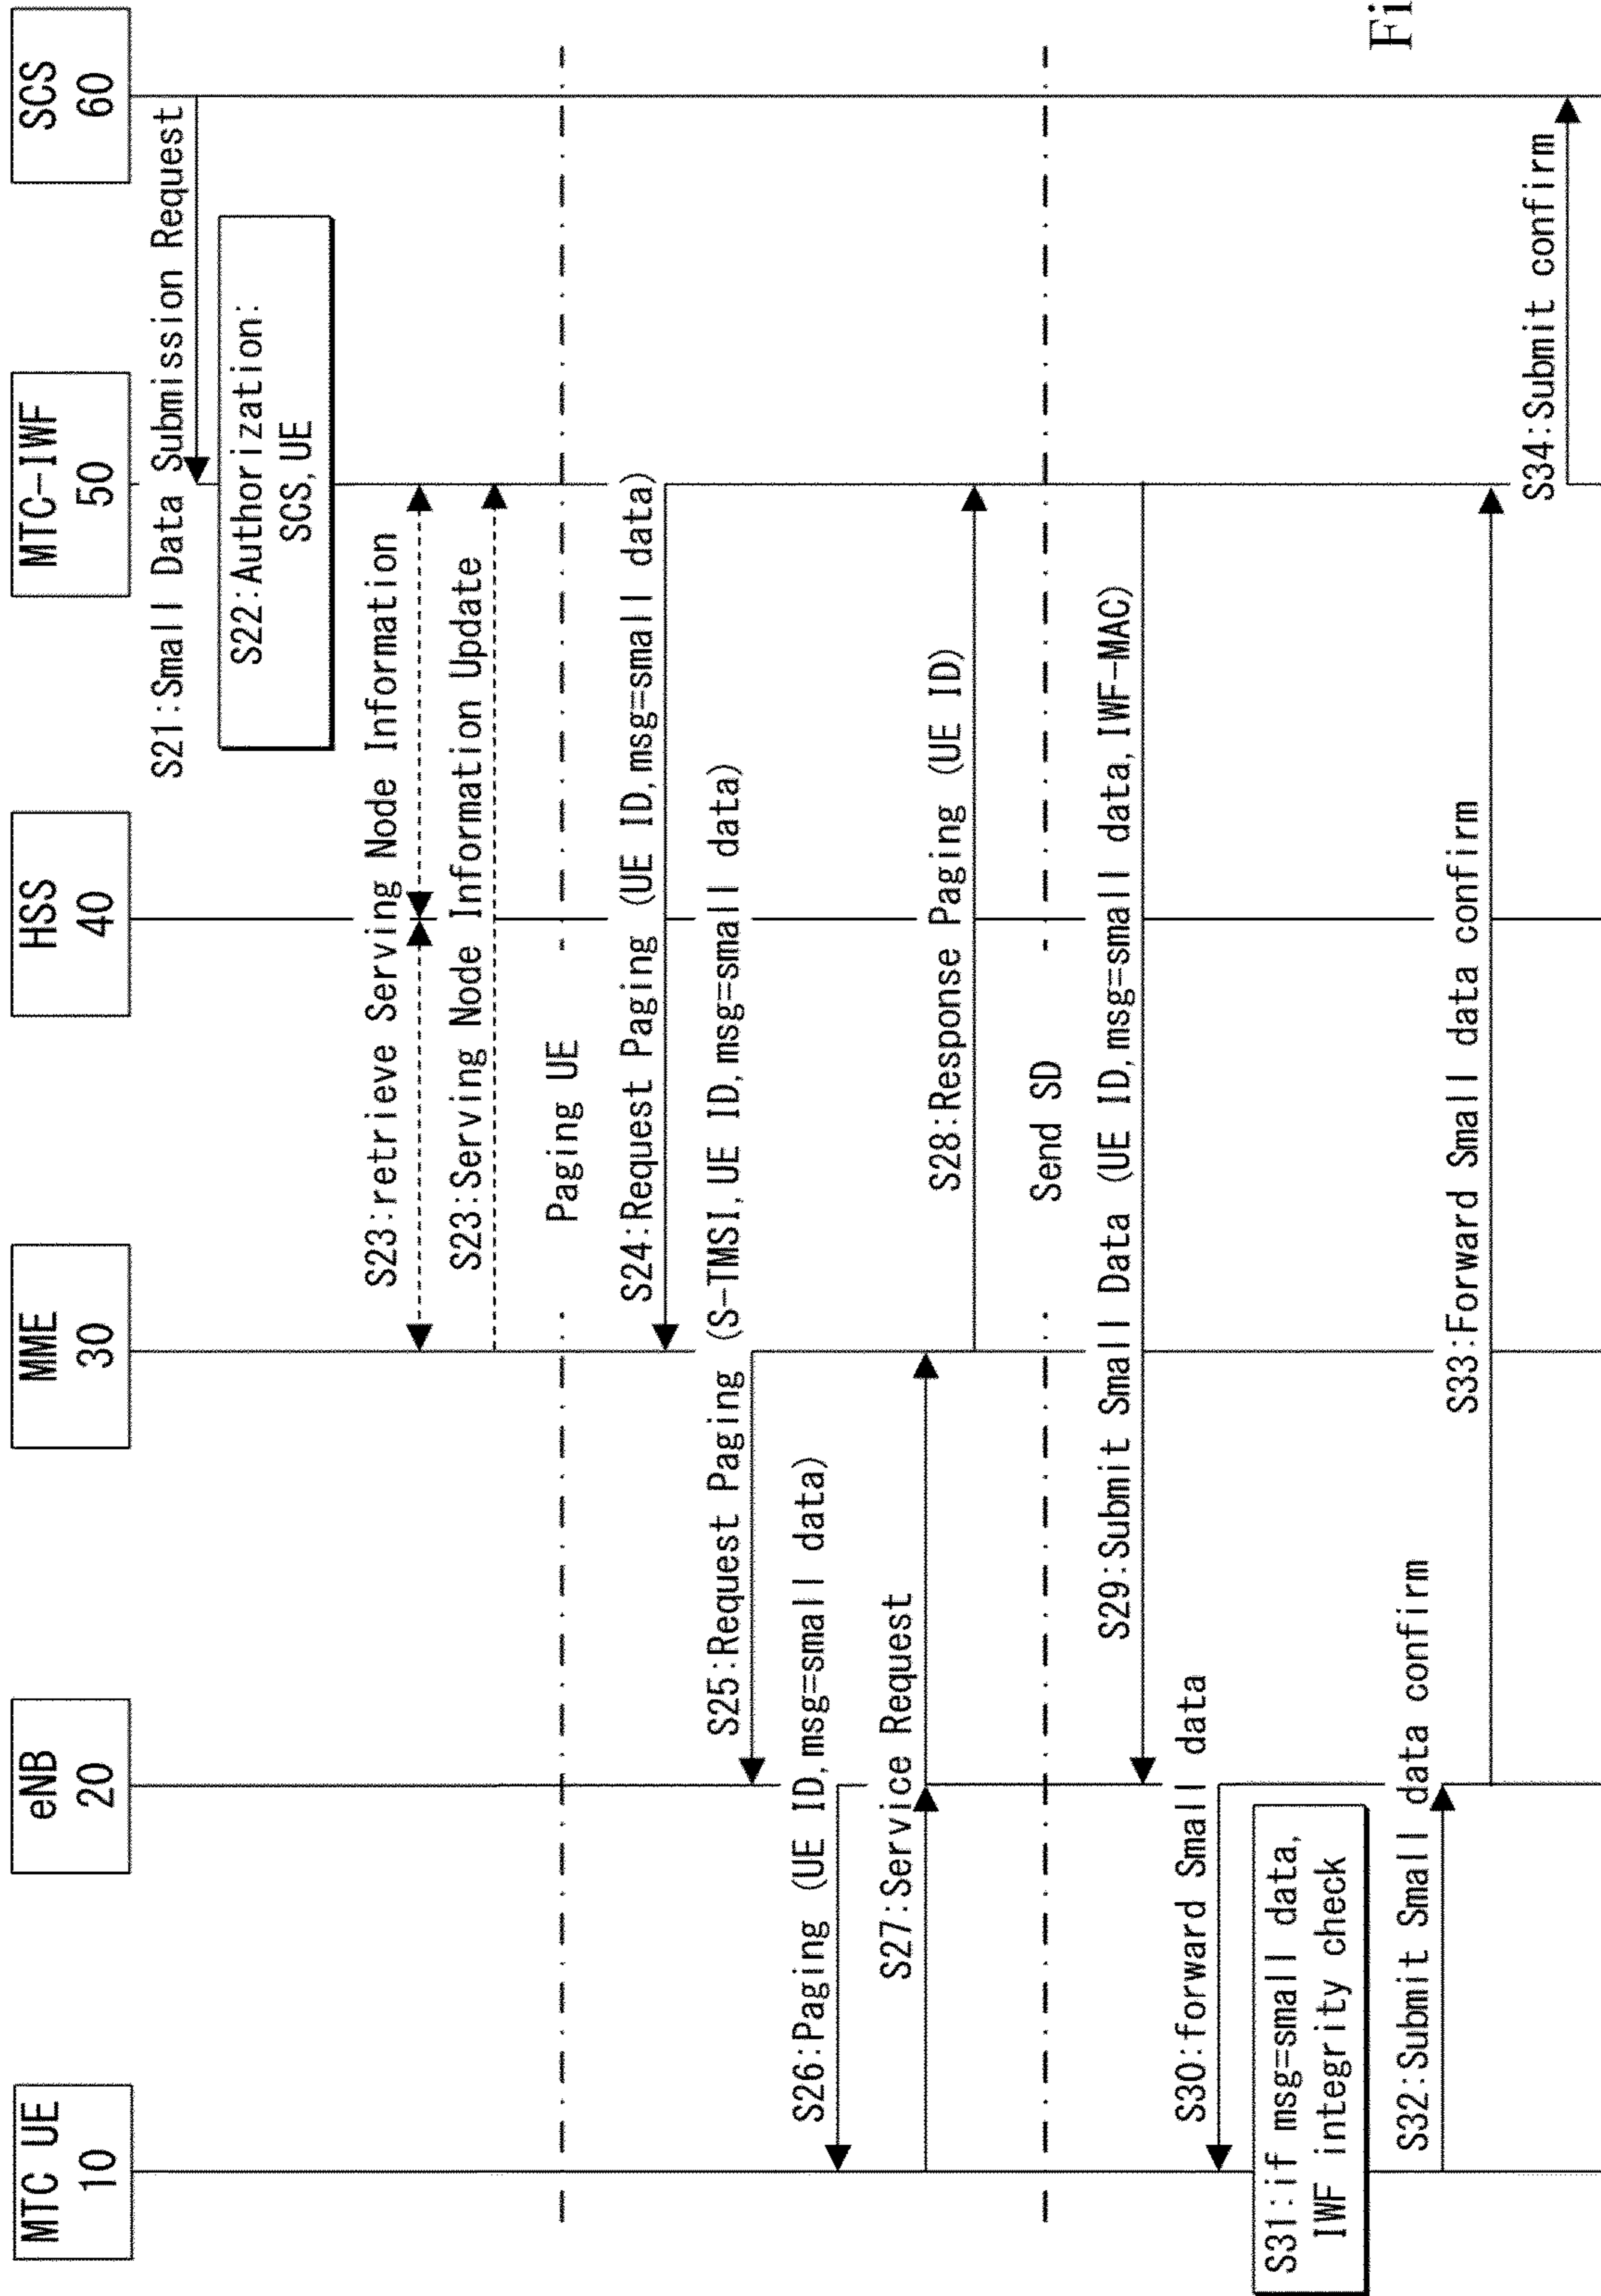 MTC UE
10
eNB
20
MME
30
HSS
40
MTC-IWF
50
SCS
60
S21:Small Data Submission Request
S22:Authorization:
SCS, UE
S23:retrieve Serving Node Information
S23:Serving Node Information Update
Paging UE
S24:Request Paging (UE ID, msg=small data)
S25:Request Paging (S-TMSI, UE ID, msg=small data)
S26:Paging (UE ID, msg=small data)
S27:Service Request
S28:Response Paging (UE ID)
Send SD
S29:Submit Small Data (UE ID, msg=small data, IWF-MAC)
S30:forward Small data
S31:if msg=small data,
IWF integrity check
S32:Submit Small data confirm
S33:Forward Small data confirm
S34:Submit confirm
Fi